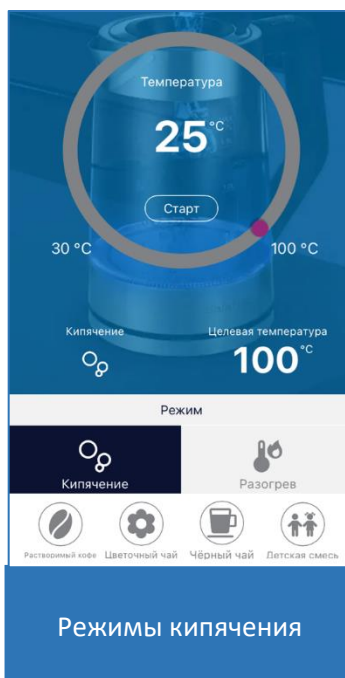 Температура
25°C
Старт
30 °C
100 °C
Кипячение
Целевая температура
100°C
Режим
Кипячение
Разогрев
Растворимый кофе
Цветочный чай
Чёрный чай
Детская смесь
Режимы кипячения